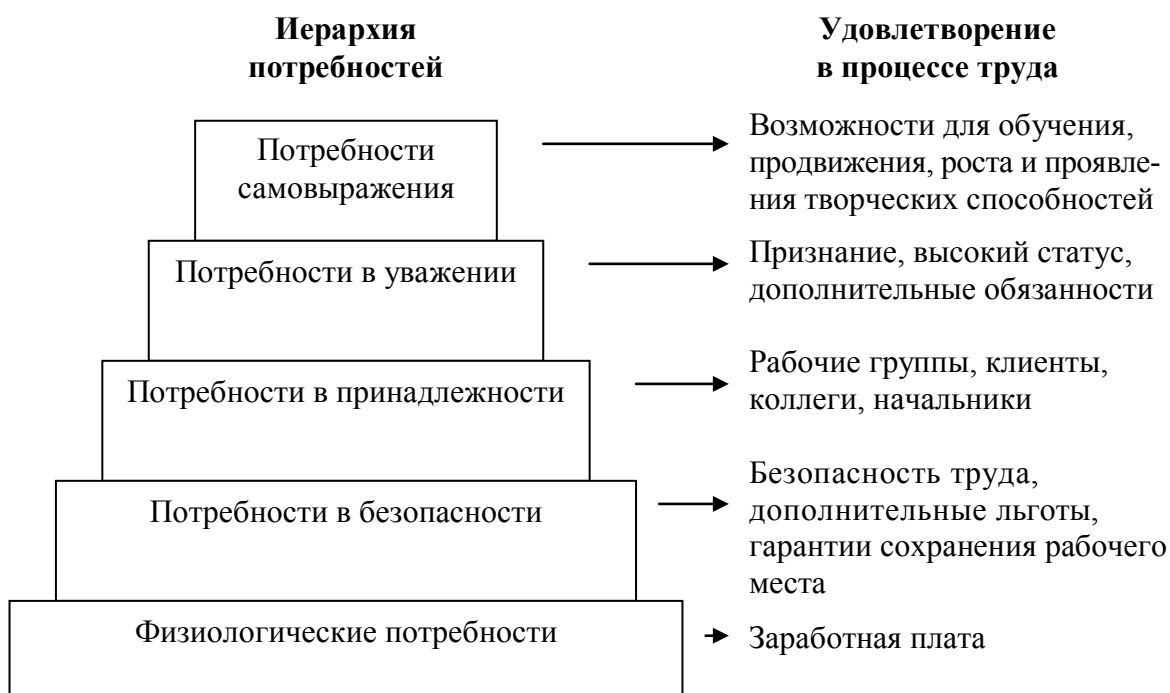 Иерархия
потребностей
Удовлетворение
в процессе труда
Потребности
самовыражения
Возможности для обучения,
продвижения, роста и проявле-
ния творческих способностей
Потребности в уважении
Признание, высокий статус,
дополнительные обязанности
Потребности в принадлежности
Рабочие группы, клиенты,
коллеги, начальники
Потребности в безопасности
Безопасность труда,
дополнительные льготы,
гарантии сохранения рабочего
места
Физиологические потребности
Заработная плата